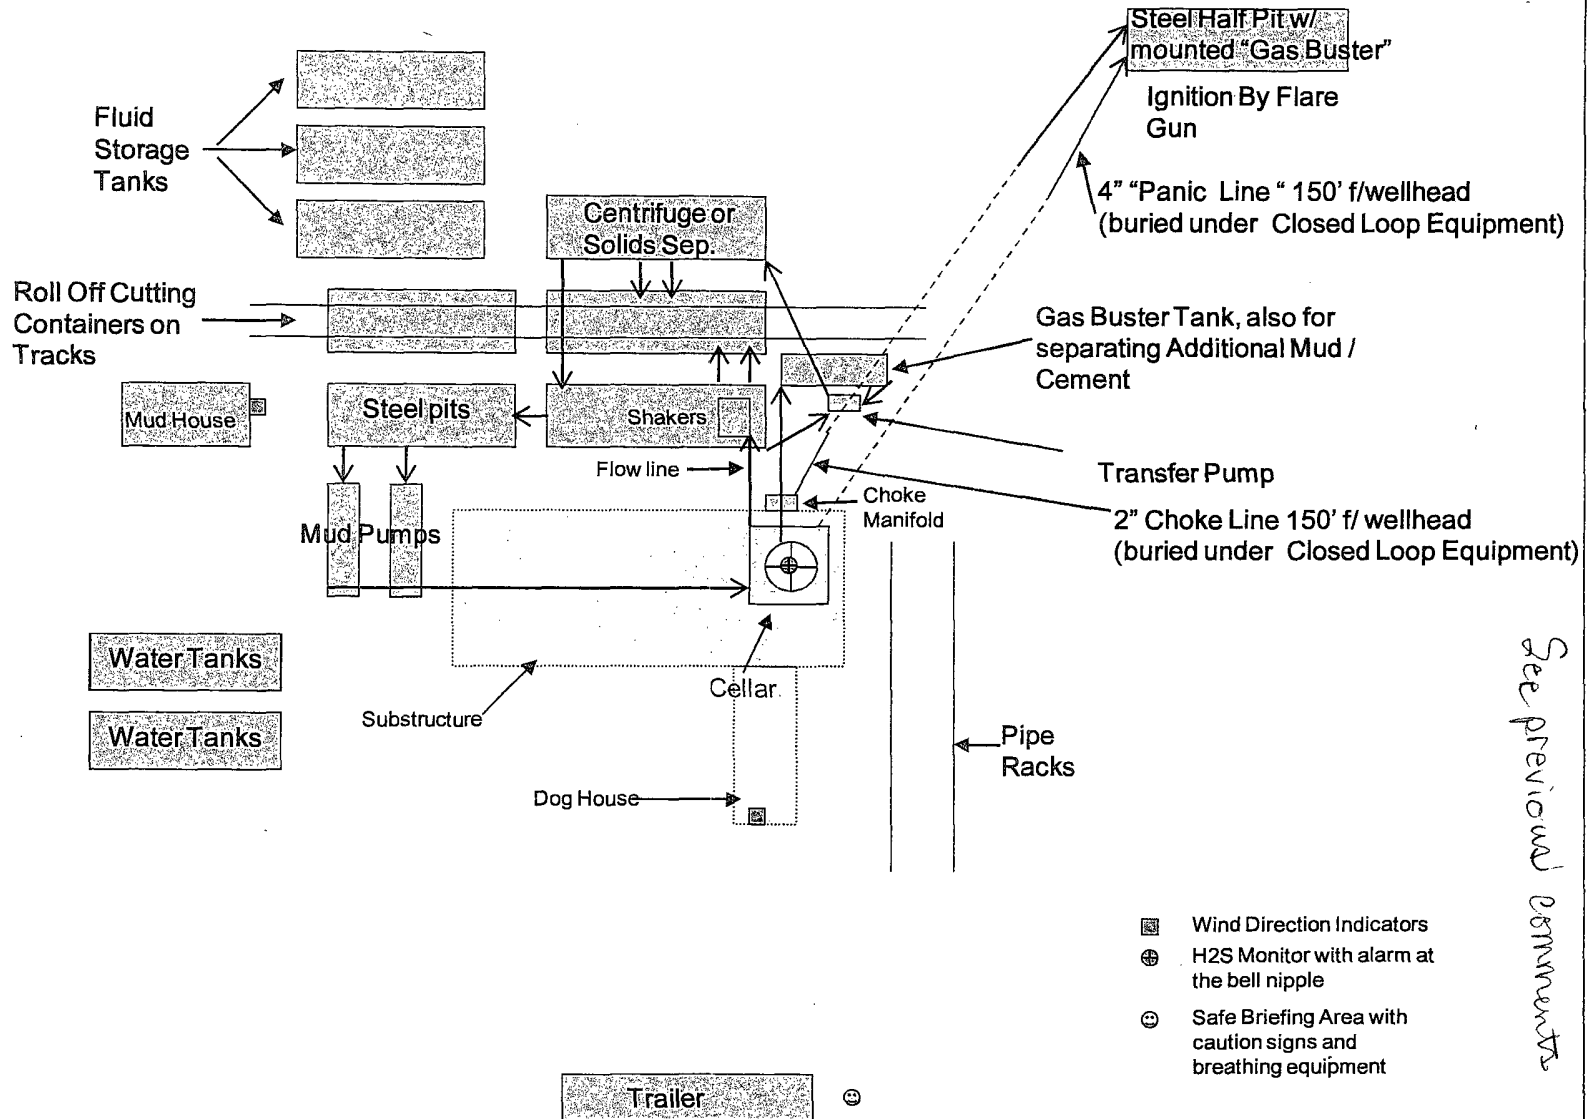 Steel Half Pit w/
mounted "Gas Buster"
Ignition By Flare
Gun
Fluid
Storage
Tanks
4" "Panic Line " 150' f/wellhead
(buried under Closed Loop Equipment)
Centrifuge or
Solids Sep.
Roll Off Cutting
Containers on
Tracks
Gas Buster Tank, also for
separating Additional Mud /
Cement
Mud House
Steel pits
Shakers
Flow line
Transfer Pump
Choke
Manifold
2" Choke Line 150' f/ wellhead
(buried under Closed Loop Equipment)
Mud Pumps
Water Tanks
Cellar
Substructure
Water Tanks
Pipe
Racks
Dog House
See previous comments
Wind Direction Indicators
H2S Monitor with alarm at
the bell nipple
Safe Briefing Area with
caution signs and
breathing equipment
Trailer